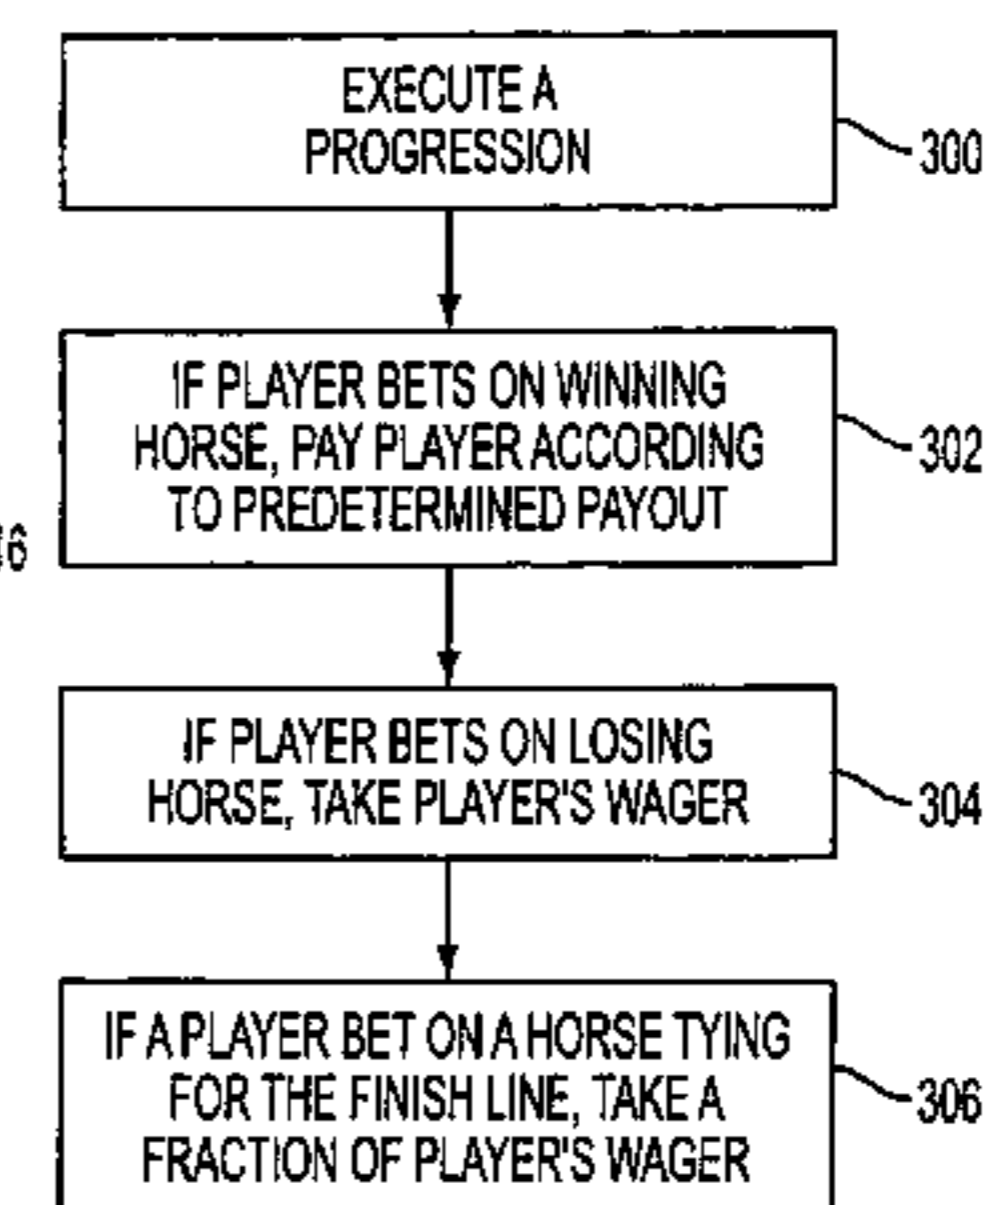 EXECUTE A
PROGRESSION
300
IF PLAYER BETS ON WINNING
HORSE, PAY PLAYER ACCORDING
TO PREDETERMINED PAYOUT
302
IF PLAYER BETS ON LOSING
HORSE, TAKE PLAYER'S WAGER
304
IF A PLAYER BET ON A HORSE TYING
FOR THE FINISH LINE, TAKE A
FRACTION OF PLAYER'S WAGER
306